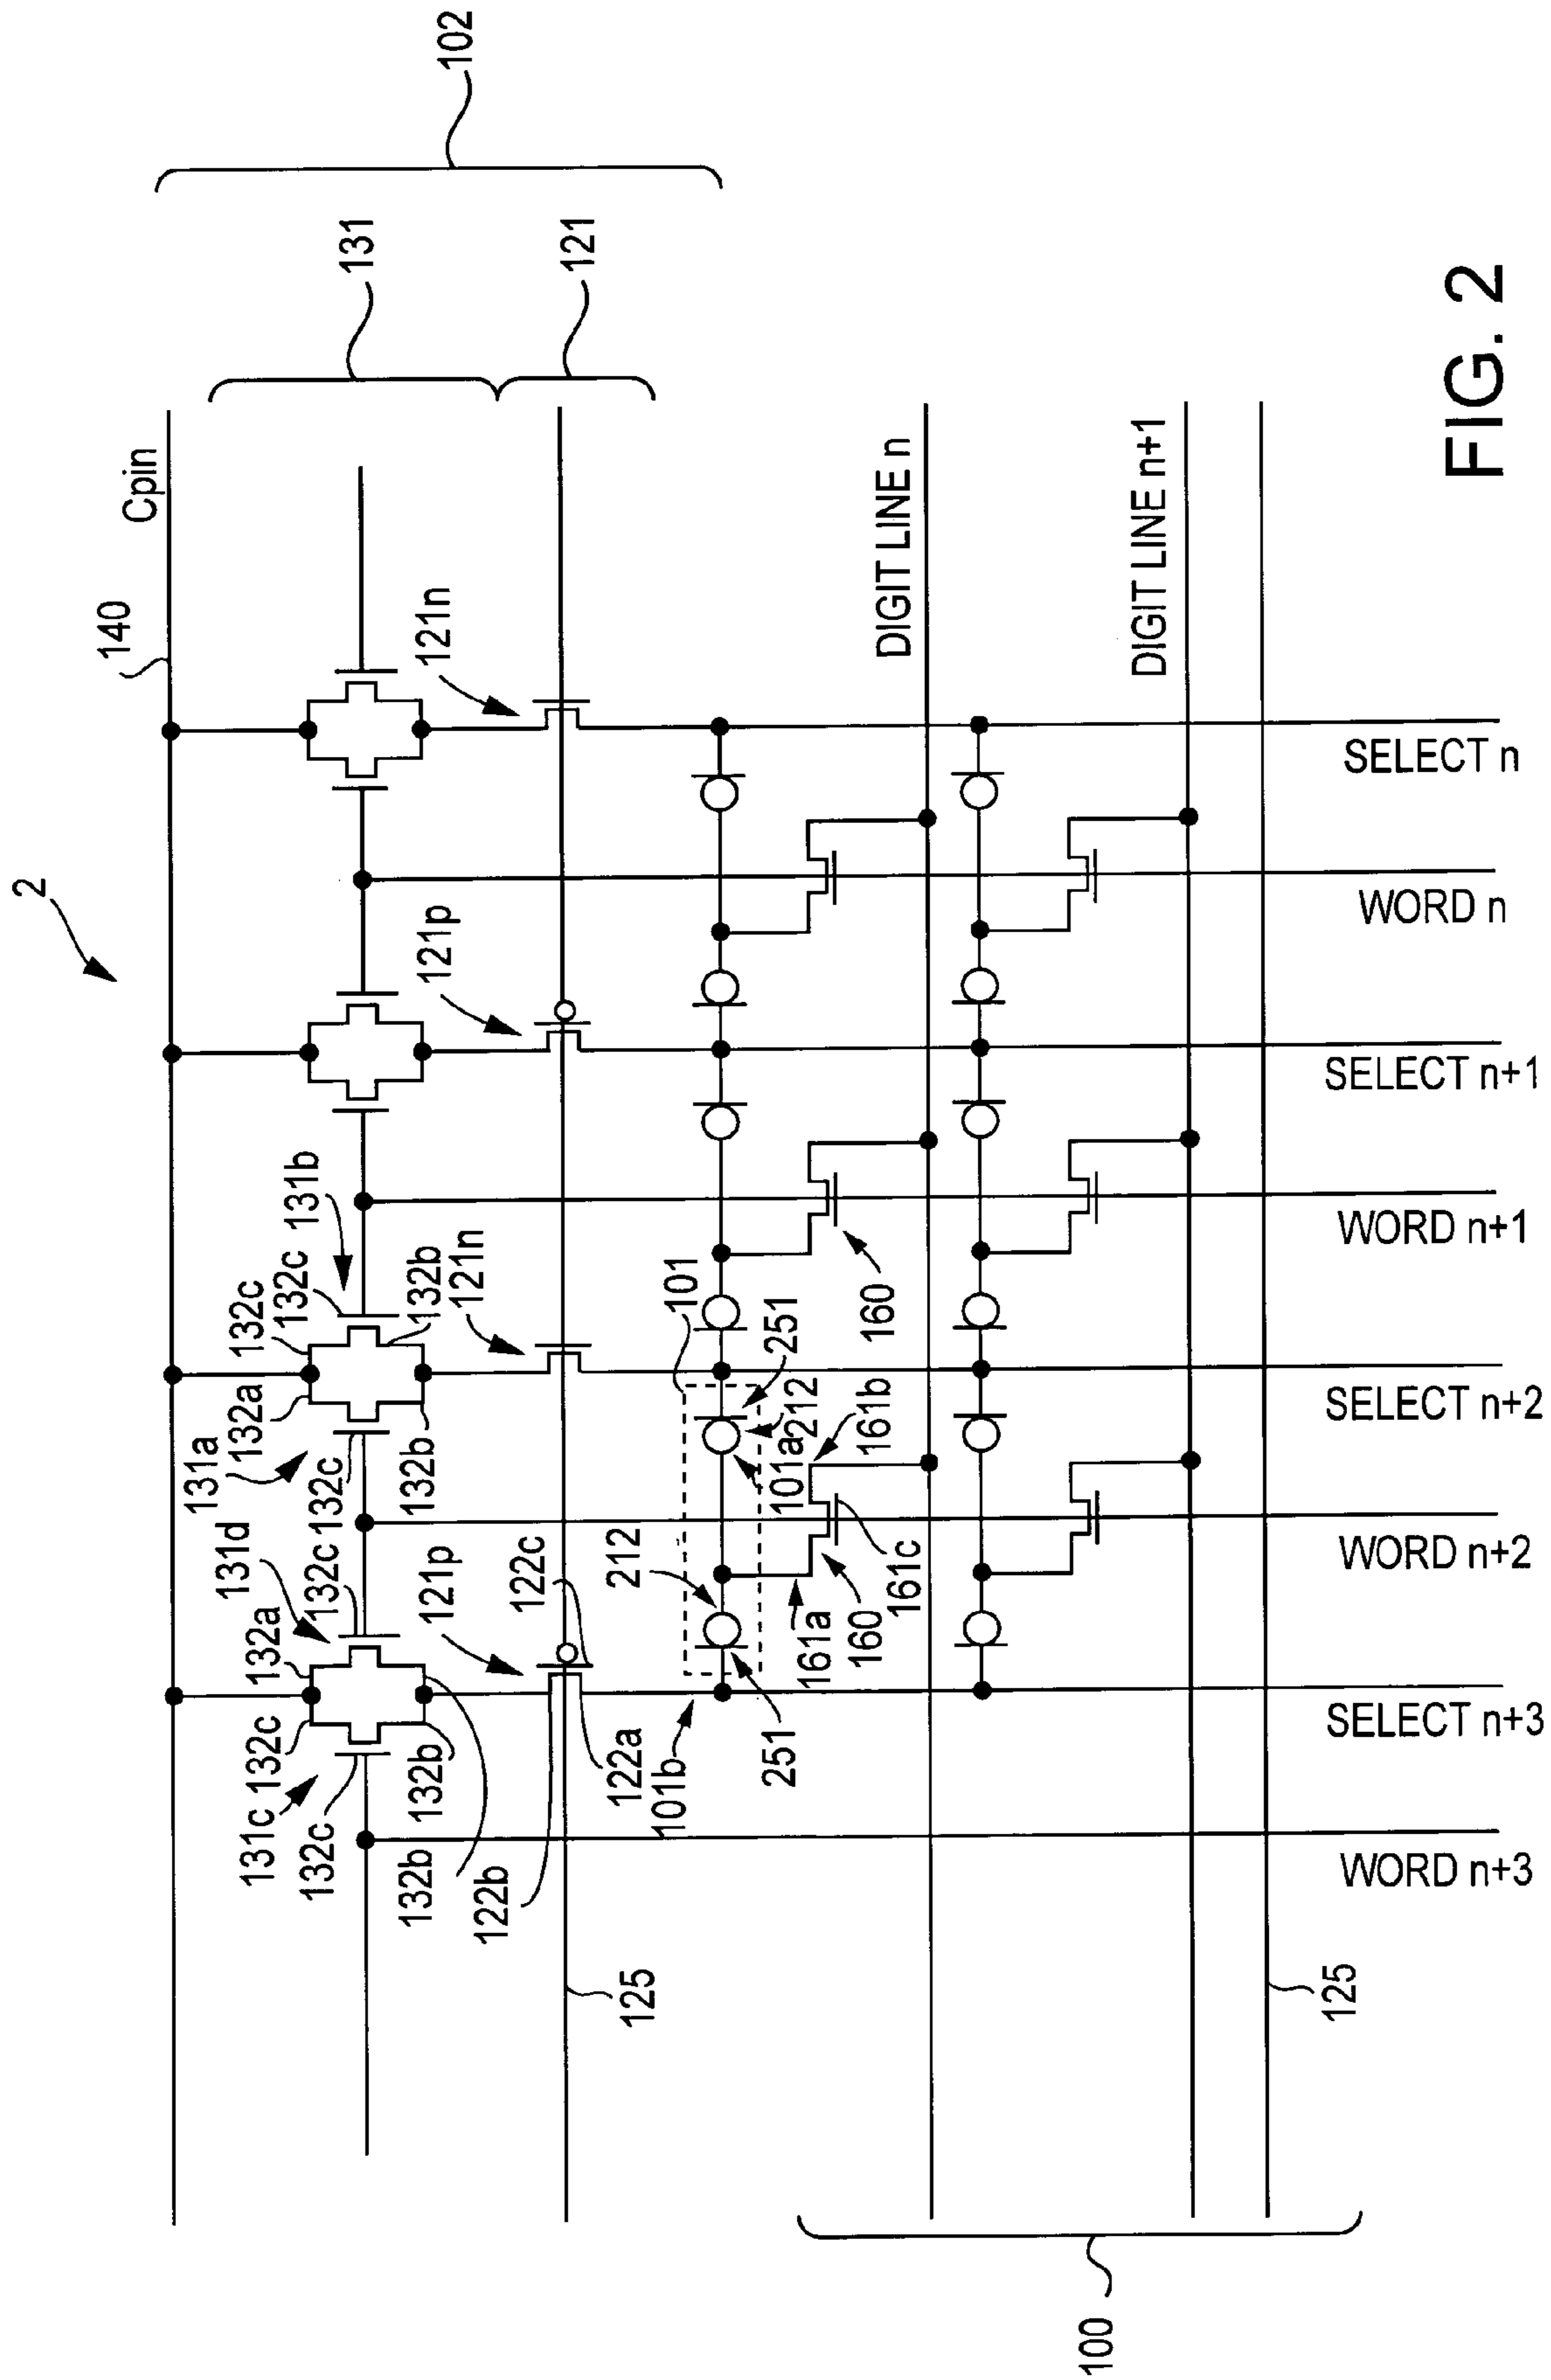 2
102
131
121
Cpin
140
121n
121p
131b
132c
132c
132b
121n
131a
132a
132c
132b
131d
132a
132c
121p
122c
131c
132c
132c
132b
132b
122b
122a
101b
125
101
251
212
101a
212
251
161b
161c
160
161a
160
DIGIT LINE n
DIGIT LINE n+1
125
100
SELECT n
WORD n
SELECT n+1
WORD n+1
SELECT n+2
WORD n+2
SELECT n+3
WORD n+3
FIG. 2